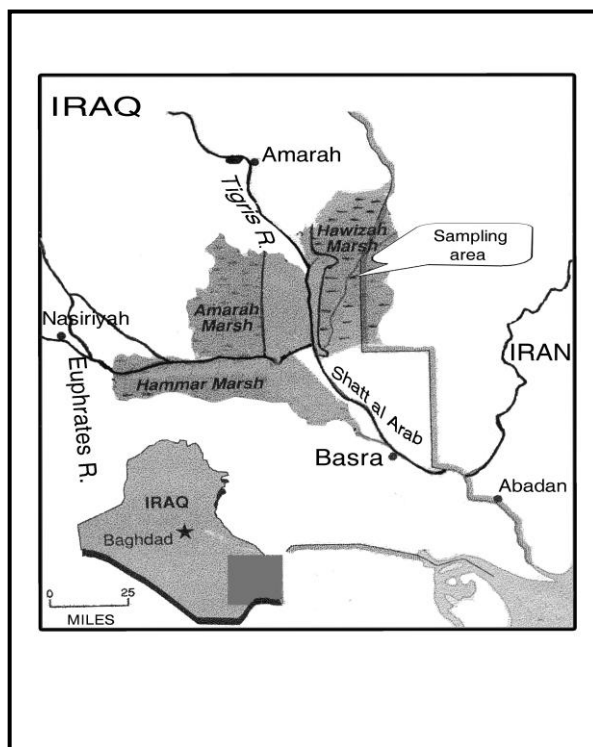 IRAQ
Amarah
Tigris R.
Hawizah
Marsh
Sampling
area
Amarah
Marsh
Nasiriyah
IRAN
Euphrates R.
Hammar Marsh
Shatt al Arab
Basra
Abadan
IRAQ
Baghdad
0 25
MILES